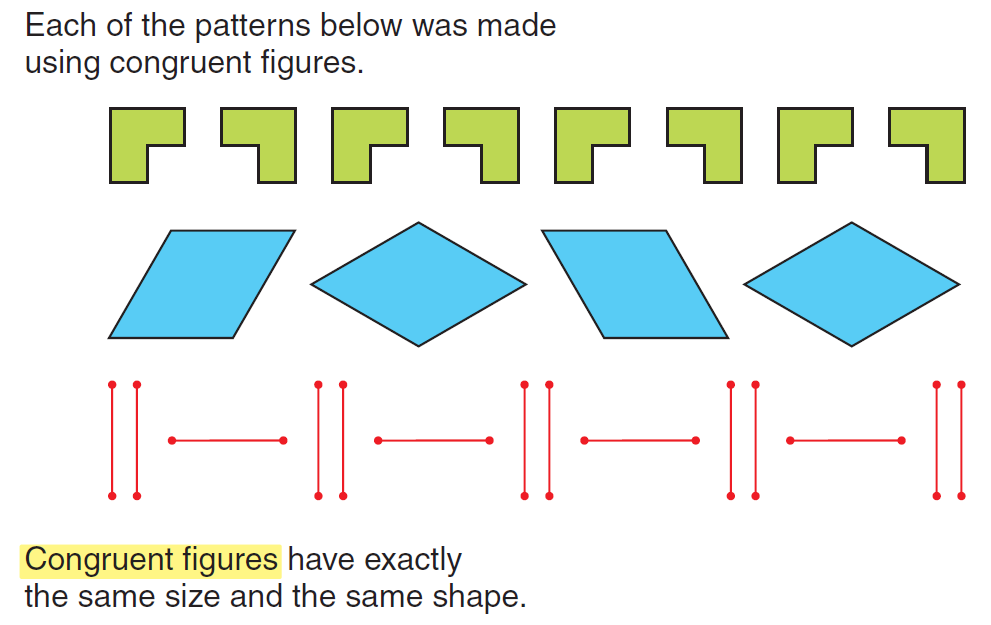 Each of the patterns below was made
using congruent figures.
Congruent figures have exactly
the same size and the same shape.